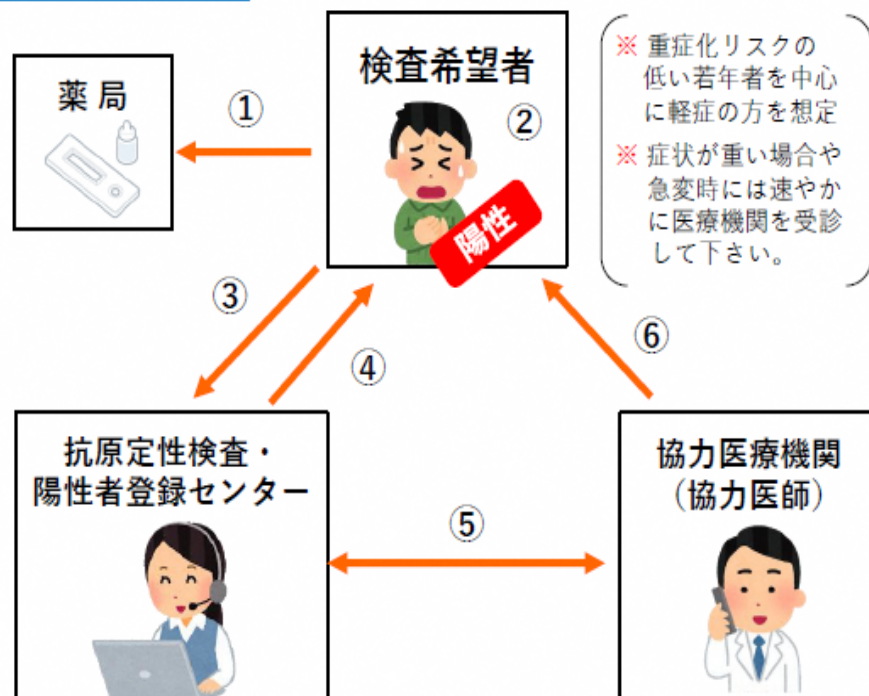 薬 局
①
検査希望者
②
陽性
※ 重症化リスクの
低い若年者を中心
に軽症の方を想定
※ 症状が重い場合や
急変時には速やか
に医療機関を受診
して下さい。
③
④
⑥
抗原定性検査・
陽性者登録センター
⑤
協力医療機関
（協力医師）